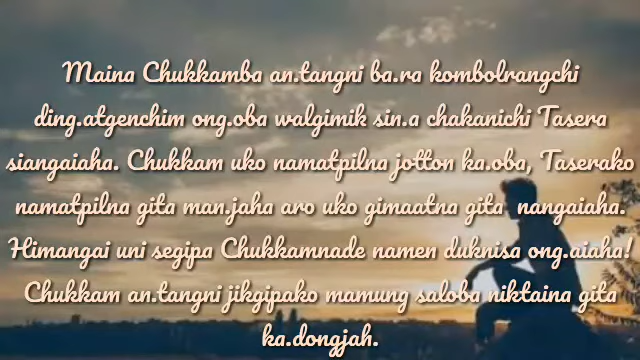 Maina Chukkamba an.tangni ba.ra kombolrangchi
ding.atgenchim ong.oba walgimik sin.a chakanichi Tasera
siangaiaha. Chukkam uko namatpilna jotton ka.oba, Taserako
namatpilna gita man.jaha aro uko gimaatna gita nangaiaha.
Himangai uni segipa Chukkamnade namen duknisa ong.aiaha!
Chukkam an.tangni jikgipako mamung saloba niktaina gita
ka.dongjah.